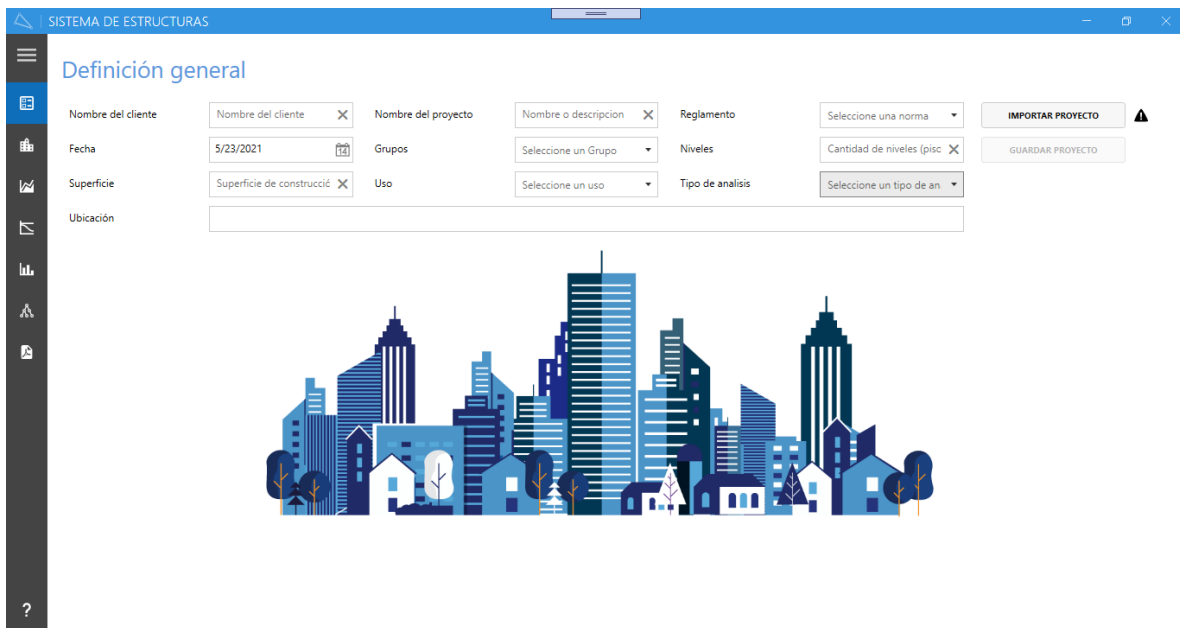 SISTEMA DE ESTRUCTURAS
Definición general
Nombre del cliente Nombre del cliente Nombre del proyecto Nombre o descripcion Reglamento Seleccione una norma IMPORTAR PROYECTO
Fecha 5/23/2021 14 Grupos Seleccione un Grupo Niveles Cantidad de niveles (pisc GUARDAR PROYECTO
Superficie Superficie de construcció Uso Seleccione un uso Tipo de analisis Seleccione un tipo de an
Ubicación
?